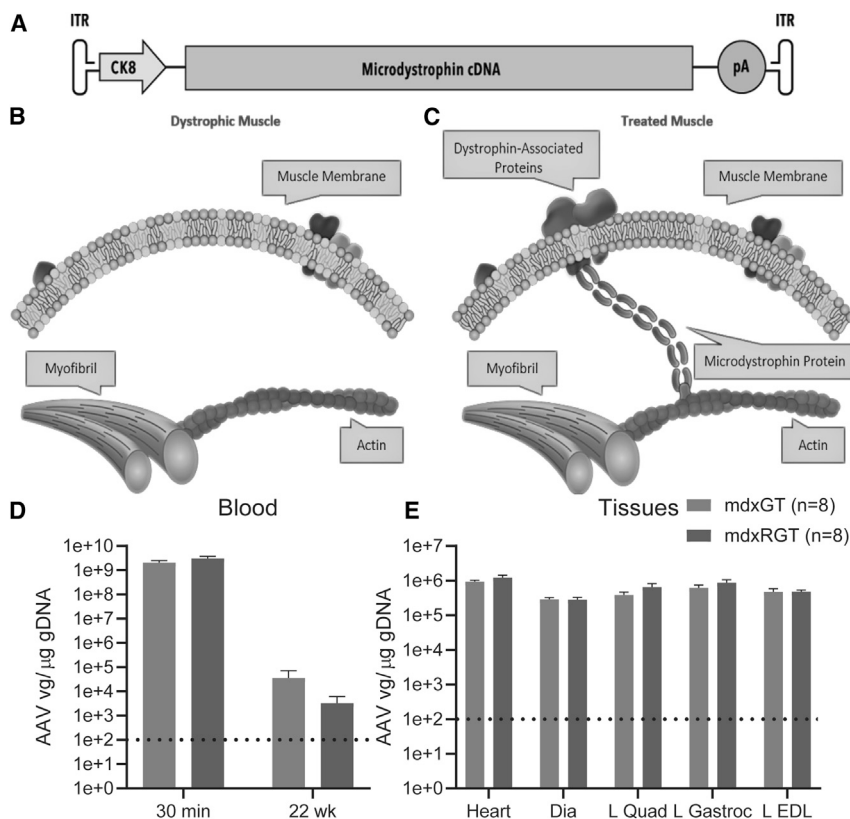 A
ITR
ITR
CK8
Microdystrophin cDNA
pA
B
Dystrophic Muscle
Muscle Membrane
Myofibril
Actin
C
Treated Muscle
Dystrophin-Associated
Proteins
Muscle Membrane
Microdystrophin Protein
Myofibril
Actin
D
Blood
AAV vg/ μg gDNA
1e+10
1e+9
1e+8
1e+7
1e+6
1e+5
1e+4
1e+3
1e+2
1e+1
1e+0
30 min
22 wk
E
Tissues
mdxGT (n=8)
mdxRGT (n=8)
AAV vg/ μg gDNA
1e+7
1e+6
1e+5
1e+4
1e+3
1e+2
1e+1
1e+0
Heart
Dia
L Quad
L Gastroc
L EDL